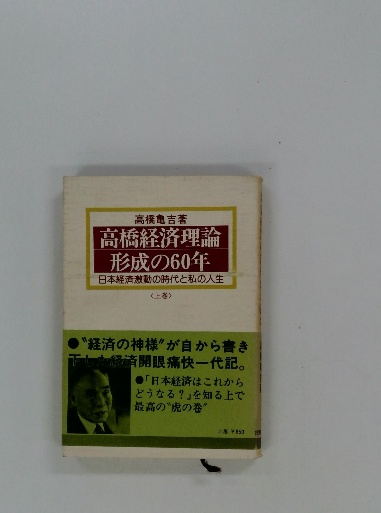 高橋亀吉著
高橋経済理論
形成の60年
日本経済激動の時代と私の人生
〈上巻〉
●〝経済の神様〟が自から書き
下した経済開眼痛快一代記。
●「日本経済はこれから
どうなる？」を知る上で
最高の〝虎の巻〟
¥850